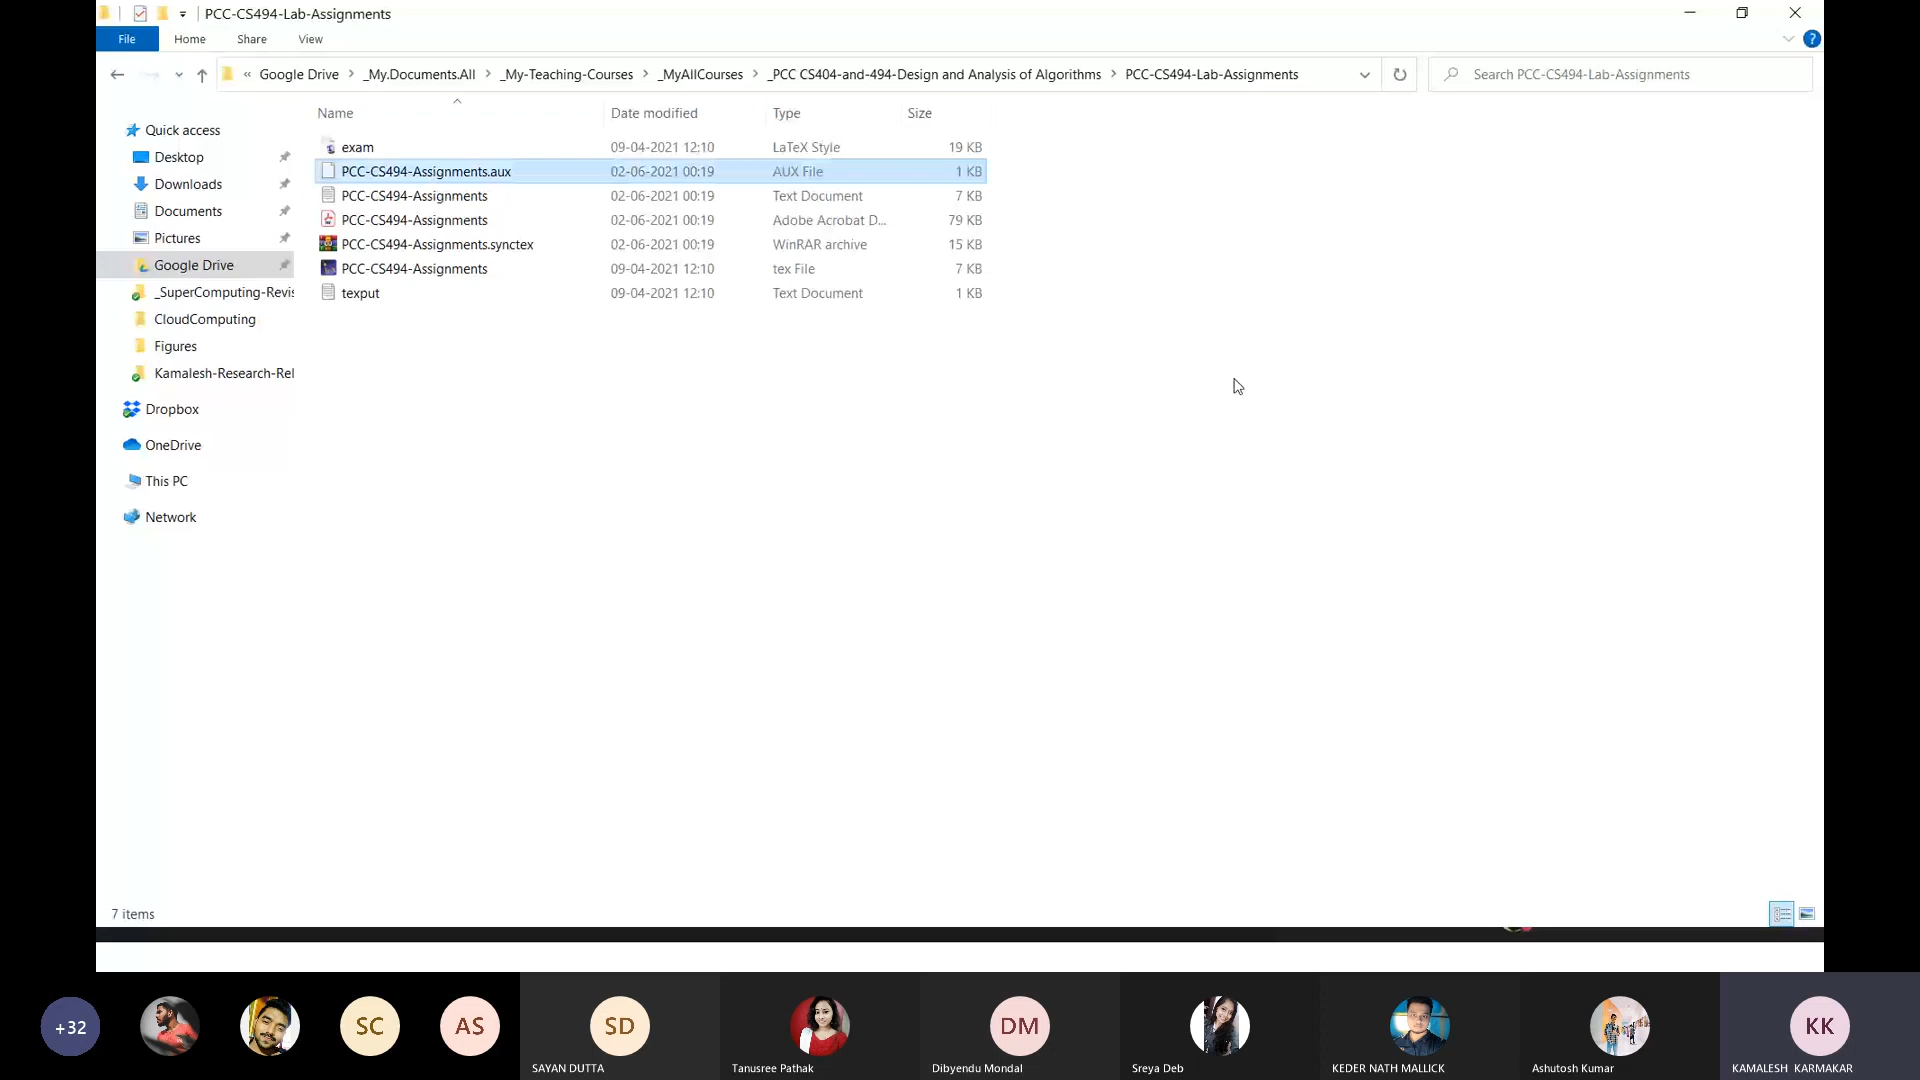 PCC-CS494-Lab-Assignments
File Home Share View
?
« Google Drive > _My.Documents.All > _My-Teaching-Courses > _MyAllCourses > _PCC CS404-and-494-Design and Analysis of Algorithms > PCC-CS494-Lab-Assignments
Search PCC-CS494-Lab-Assignments
Name Date modified Type Size
Quick access
Desktop
Downloads
Documents
Pictures
Google Drive
_SuperComputing-Revis
CloudComputing
Figures
Kamalesh-Research-Rel
Dropbox
OneDrive
This PC
Network
exam 09-04-2021 12:10 LaTeX Style 19 KB
PCC-CS494-Assignments.aux 02-06-2021 00:19 AUX File 1 KB
PCC-CS494-Assignments 02-06-2021 00:19 Text Document 7 KB
PCC-CS494-Assignments 02-06-2021 00:19 Adobe Acrobat D... 79 KB
PCC-CS494-Assignments.synctex 02-06-2021 00:19 WinRAR archive 15 KB
PCC-CS494-Assignments 09-04-2021 12:10 tex File 7 KB
texput 09-04-2021 12:10 Text Document 1 KB
7 items
+32 SC AS SD DM KK
SAYAN DUTTA Tanusree Pathak Dibyendu Mondal Sreya Deb KEDER NATH MALLICK Ashutosh Kumar KAMALESH KARMAKAR